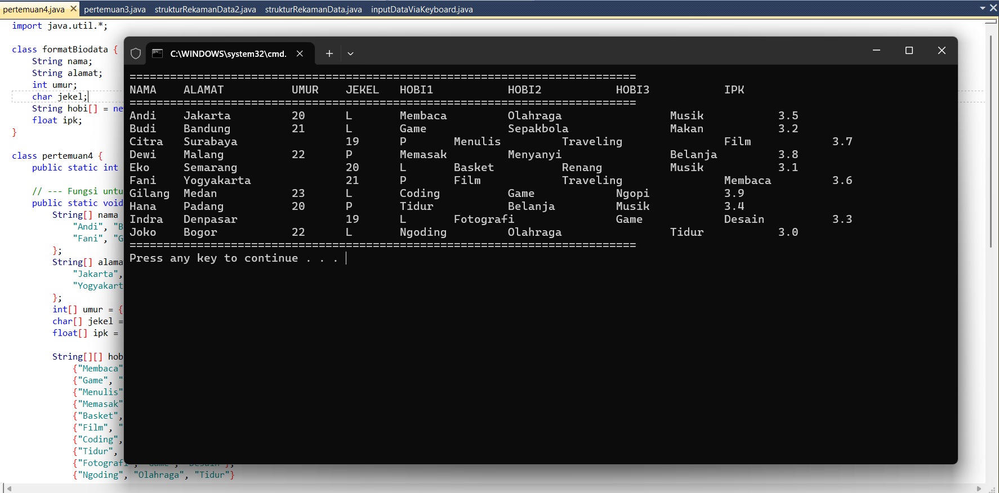 pertemuan4.java pertemuan3.java strukturRekamanData2.java strukturRekamanData.java inputDataViaKeyboard.java
import java.util.*;
class formatBiodata {
String nama;
String alamat;
int umur;
char jekel;
String hobi[] = ne
float ipk;
}
class pertemuan4 {
public static int
// --- Fungsi untu
public static void
String[] nama
"Andi", "B
"Fani", "G
};
String[] alama
"Jakarta",
"Yogyakart
};
int[] umur = {
char[] jekel =
float[] ipk =
String[][] hob
{"Membaca"
{"Game", "
{"Menulis"
{"Memasak"
{"Basket",
{"Film", "
{"Coding",
{"Tidur",
{"Fotografi", "Game", "Desain"},
{"Ngoding", "Olahraga", "Tidur"}
C:\WINDOWS\system32\cmd.
===========================================================================
NAMA ALAMAT UMUR JEKEL HOBI1 HOBI2 HOBI3 IPK
===========================================================================
Andi Jakarta 20 L Membaca Olahraga Musik 3.5
Budi Bandung 21 L Game Sepakbola Makan 3.2
Citra Surabaya 19 P Menulis Traveling Film 3.7
Dewi Malang 22 P Memasak Menyanyi Belanja 3.8
Eko Semarang 20 L Basket Renang Musik 3.1
Fani Yogyakarta 21 P Film Traveling Membaca 3.6
Gilang Medan 23 L Coding Game Ngopi 3.9
Hana Padang 20 P Tidur Belanja Musik 3.4
Indra Denpasar 19 L Fotografi Game Desain 3.3
Joko Bogor 22 L Ngoding Olahraga Tidur 3.0
===========================================================================
Press any key to continue . . .